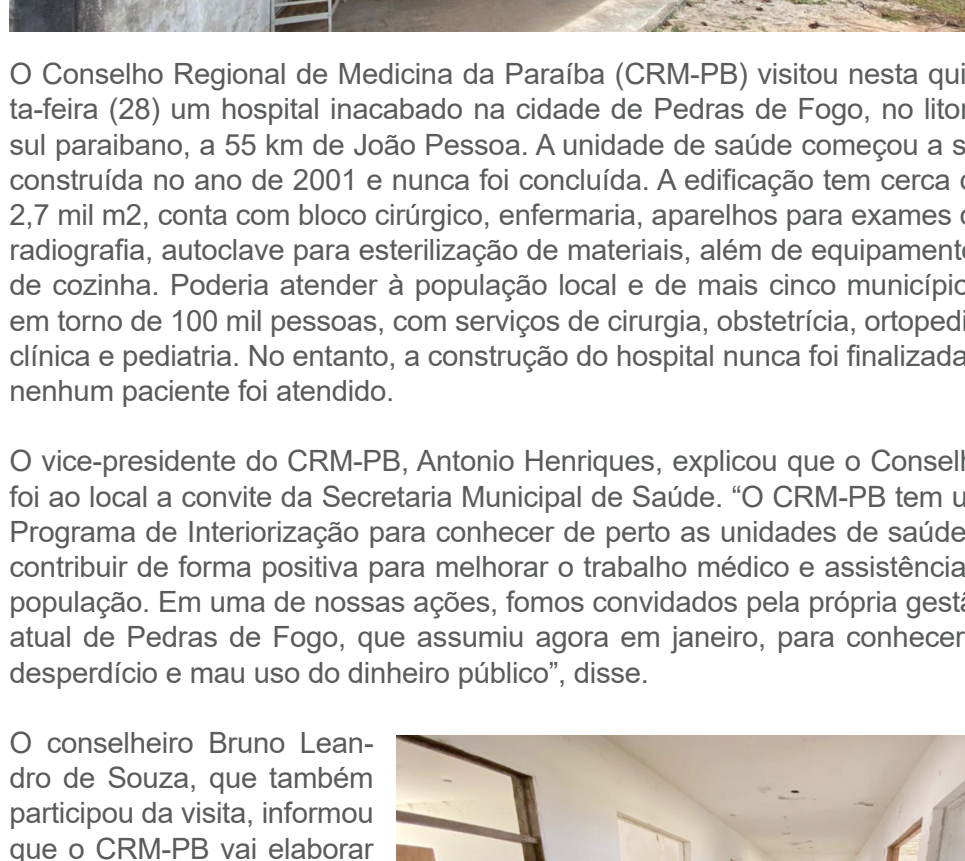 O Conselho Regional de Medicina da Paraíba (CRM-PB) visitou nesta qui
ta-feira (28) um hospital inacabado na cidade de Pedras de Fogo, no litor
sul paraibano, a 55 km de João Pessoa. A unidade de saúde começou a s
construída no ano de 2001 e nunca foi concluída. A edificação tem cerca
2,7 mil m2, conta com bloco cirúrgico, enfermaria, aparelhos para exames
radiografia, autoclave para esterilização de materiais, além de equipament
de cozinha. Poderia atender à população local e de mais cinco município
em torno de 100 mil pessoas, com serviços de cirurgia, obstetrícia, ortopedi
clínica e pediatria. No entanto, a construção do hospital nunca foi finalizada
nenhum paciente foi atendido.
O vice-presidente do CRM-PB, Antonio Henriques, explicou que o Consel
foi ao local a convite da Secretaria Municipal de Saúde. “O CRM-PB tem u
Programa de Interiorização para conhecer de perto as unidades de saúde
contribuir de forma positiva para melhorar o trabalho médico e assistência
população. Em uma de nossas ações, fomos convidados pela própria gest
atual de Pedras de Fogo, que assumiu agora em janeiro, para conhecer
desperdício e mau uso do dinheiro público”, disse.
O conselheiro Bruno Lean-
dro de Souza, que também
participou da visita, informou
que o CRM-PB vai elaborar